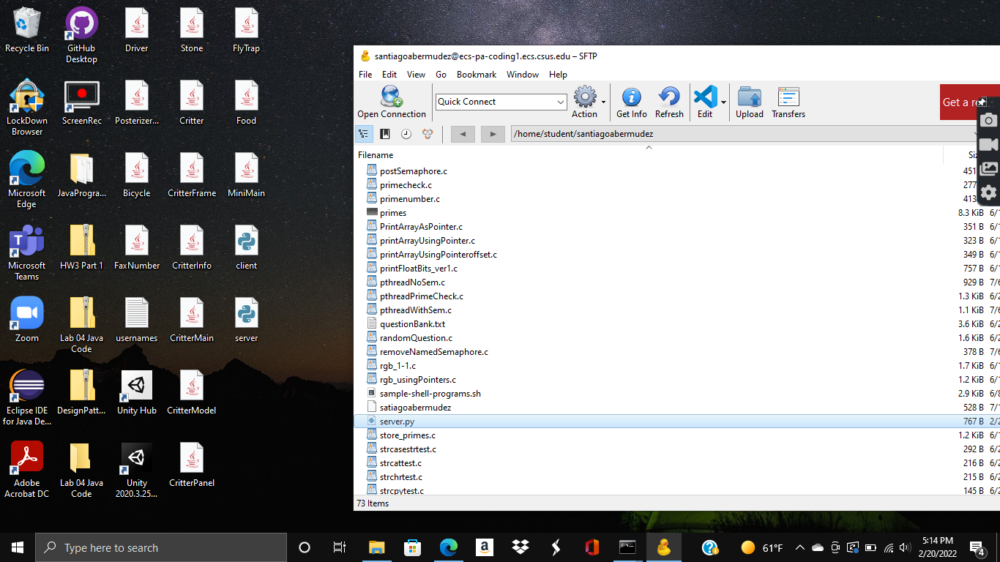 Recycle Bin
GitHub
Desktop
Driver
Stone
FlyTrap
LockDown
Browser
ScreenRec
Posterizer...
Critter
Food
Microsoft
Edge
JavaProgra...
Bicycle
CritterFrame
MiniMain
Microsoft
Teams
HW3 Part 1
FaxNumber
CritterInfo
client
Zoom
Lab 04 Java
Code
usernames
CritterMain
server
Eclipse IDE
for Java De...
DesignPatt...
Unity Hub
CritterModel
Adobe
Acrobat DC
Lab 04 Java
Code
Unity
2020.3.25...
CritterPanel
santiagoabermudez@ecs-pa-coding1.ecs.csus.edu – SFTP
File Edit View Go Bookmark Window Help
Open Connection
Quick Connect
Action
Get Info
Refresh
Edit
Upload
Transfers
Get a re
/home/student/santiagoabermudez
Filename Siz
postSemaphore.c 451
primecheck.c 277
primenumber.c 413
primes 8.3 KiB 6/1
PrintArrayAsPointer.c 351 B 6/1
printArrayUsingPointer.c 323 B 6/1
printArrayUsingPointeroffset.c 349 B 6/1
printFloatBits_ver1.c 757 B 6/1
pthreadNoSem.c 929 B 7/6
pthreadPrimeCheck.c 1.3 KiB 6/2
pthreadWithSem.c 1.1 KiB 7/6
questionBank.txt 3.6 KiB 6/2
randomQuestion.c 1.6 KiB 6/2
removeNamedSemaphore.c 378 B 7/6
rgb_1-1.c 1.7 KiB 6/1
rgb_usingPointers.c 1.2 KiB 6/1
sample-shell-programs.sh 2.9 KiB 6/8
satiagoabermudez 528 B 7/1
server.py 767 B 2/2
store_primes.c 1.2 KiB 6/2
strcasestrtest.c 292 B 6/2
strcattest.c 216 B 6/2
strchrtest.c 215 B 6/2
strcpytest.c 145 B 6/2
73 Items
Type here to search
61°F
5:14 PM
2/20/2022
4